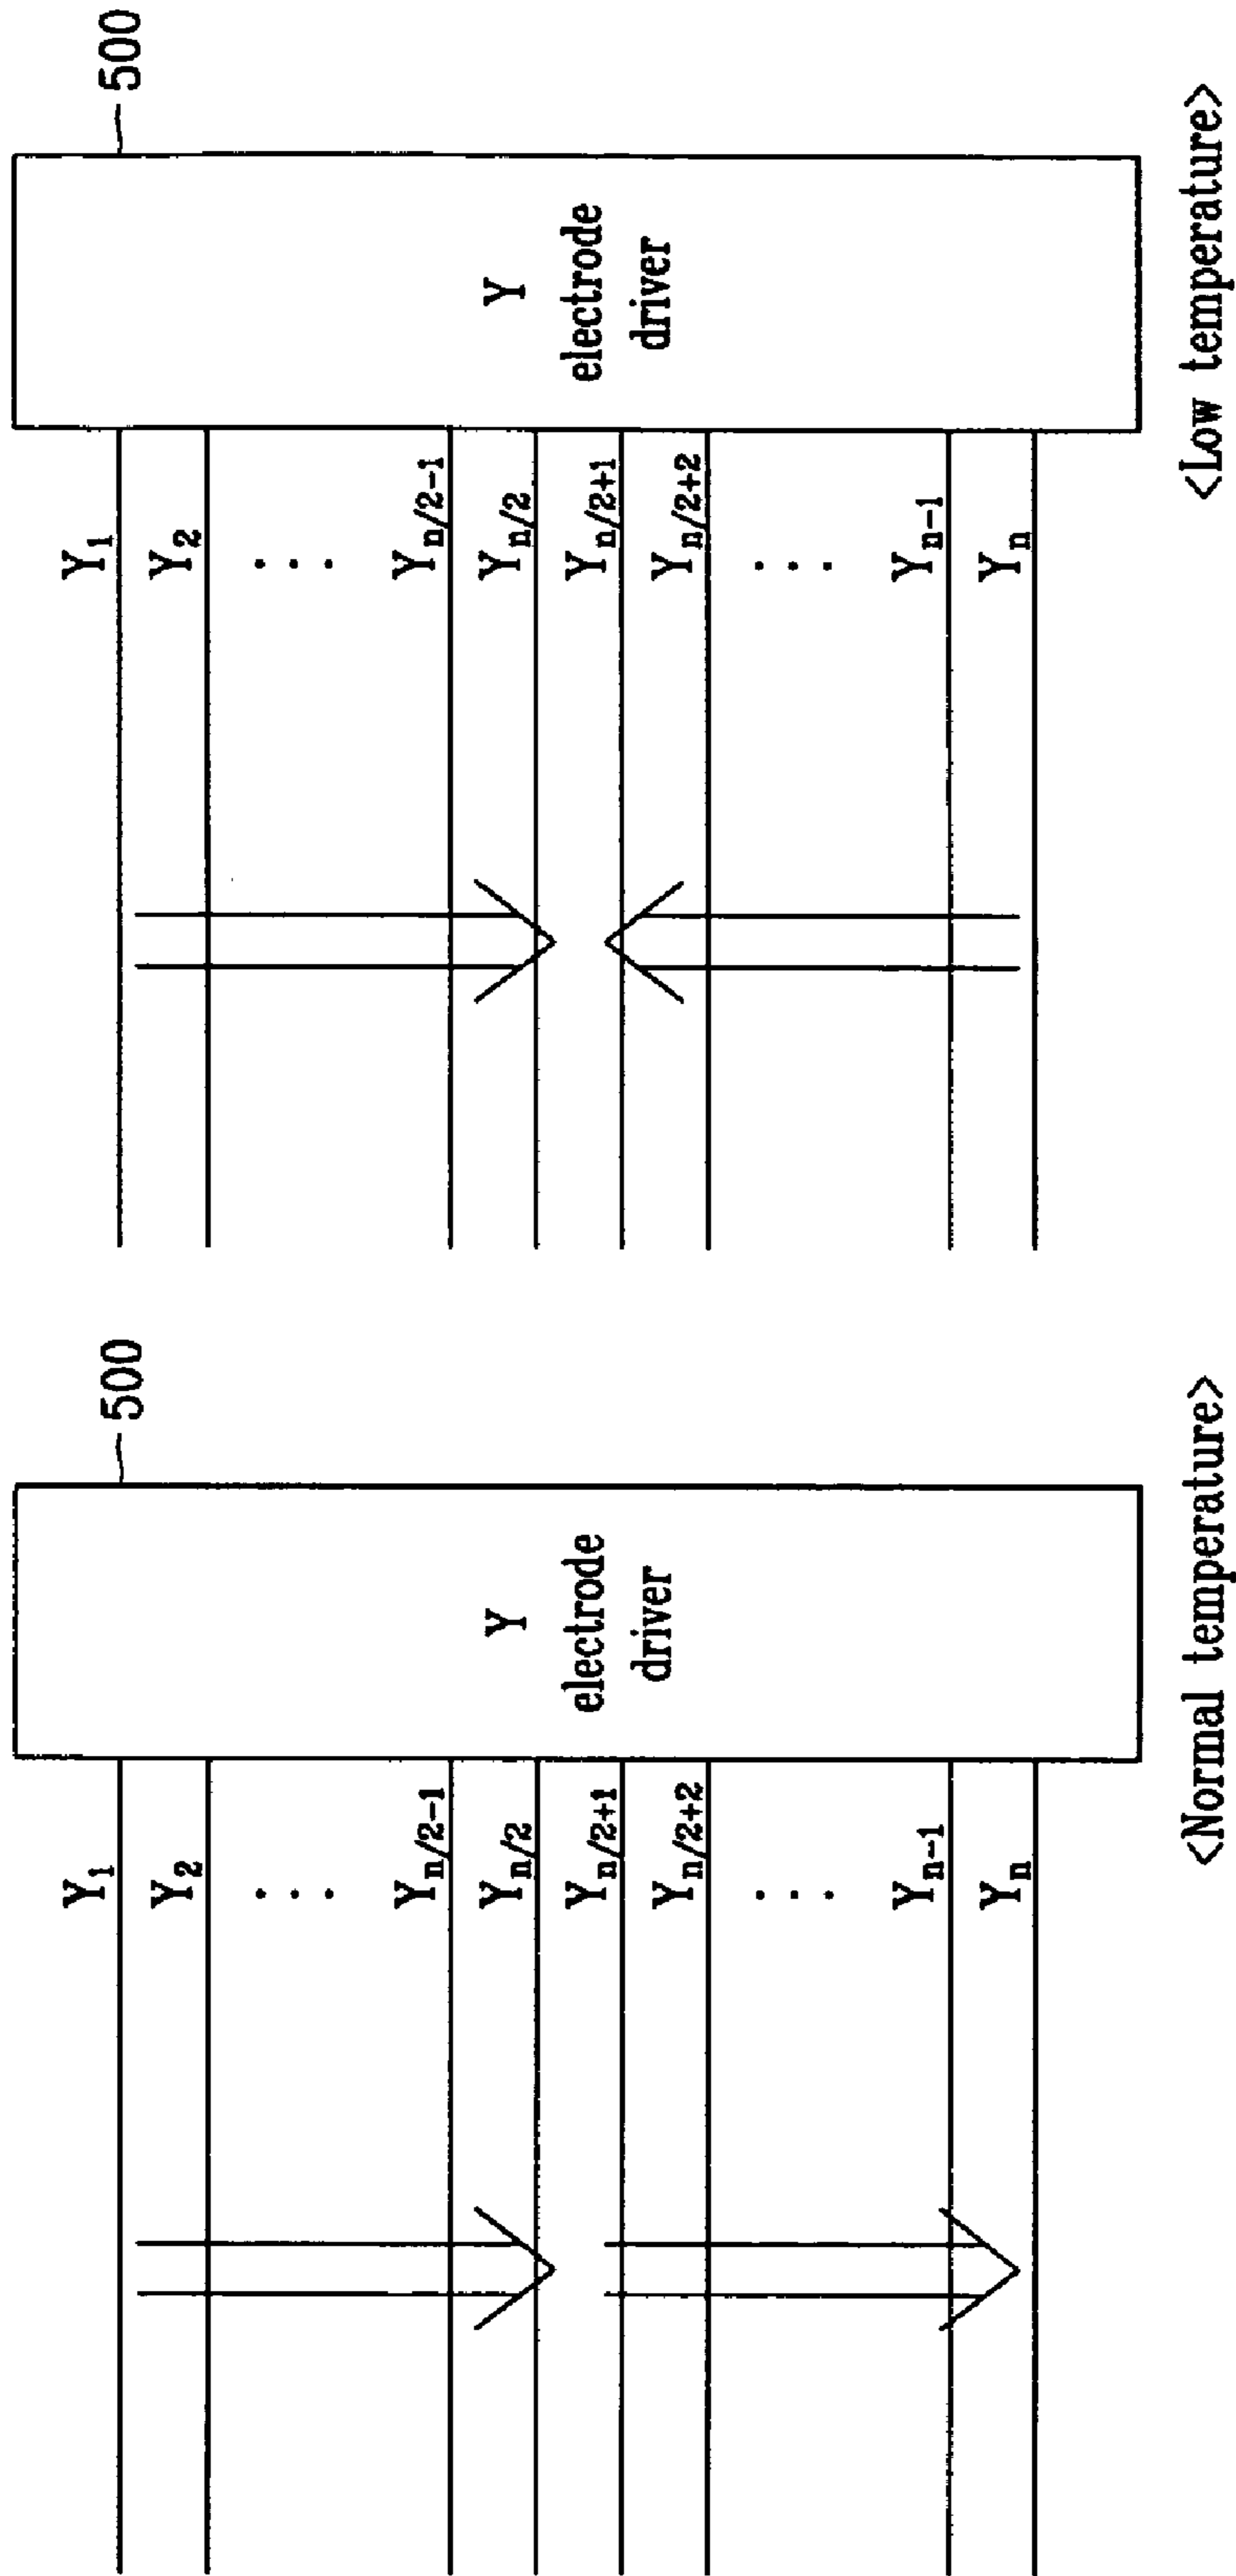 500
Y
electrode
driver
Y₁
Y₂
...
Yₙ/₂₋₁
Yₙ/₂
Yₙ/₂₊₁
Yₙ/₂₊₂
...
Yₙ₋₁
Yₙ
<Normal temperature>
500
Y
electrode
driver
Y₁
Y₂
...
Yₙ/₂₋₁
Yₙ/₂
Yₙ/₂₊₁
Yₙ/₂₊₂
...
Yₙ₋₁
Yₙ
<Low temperature>